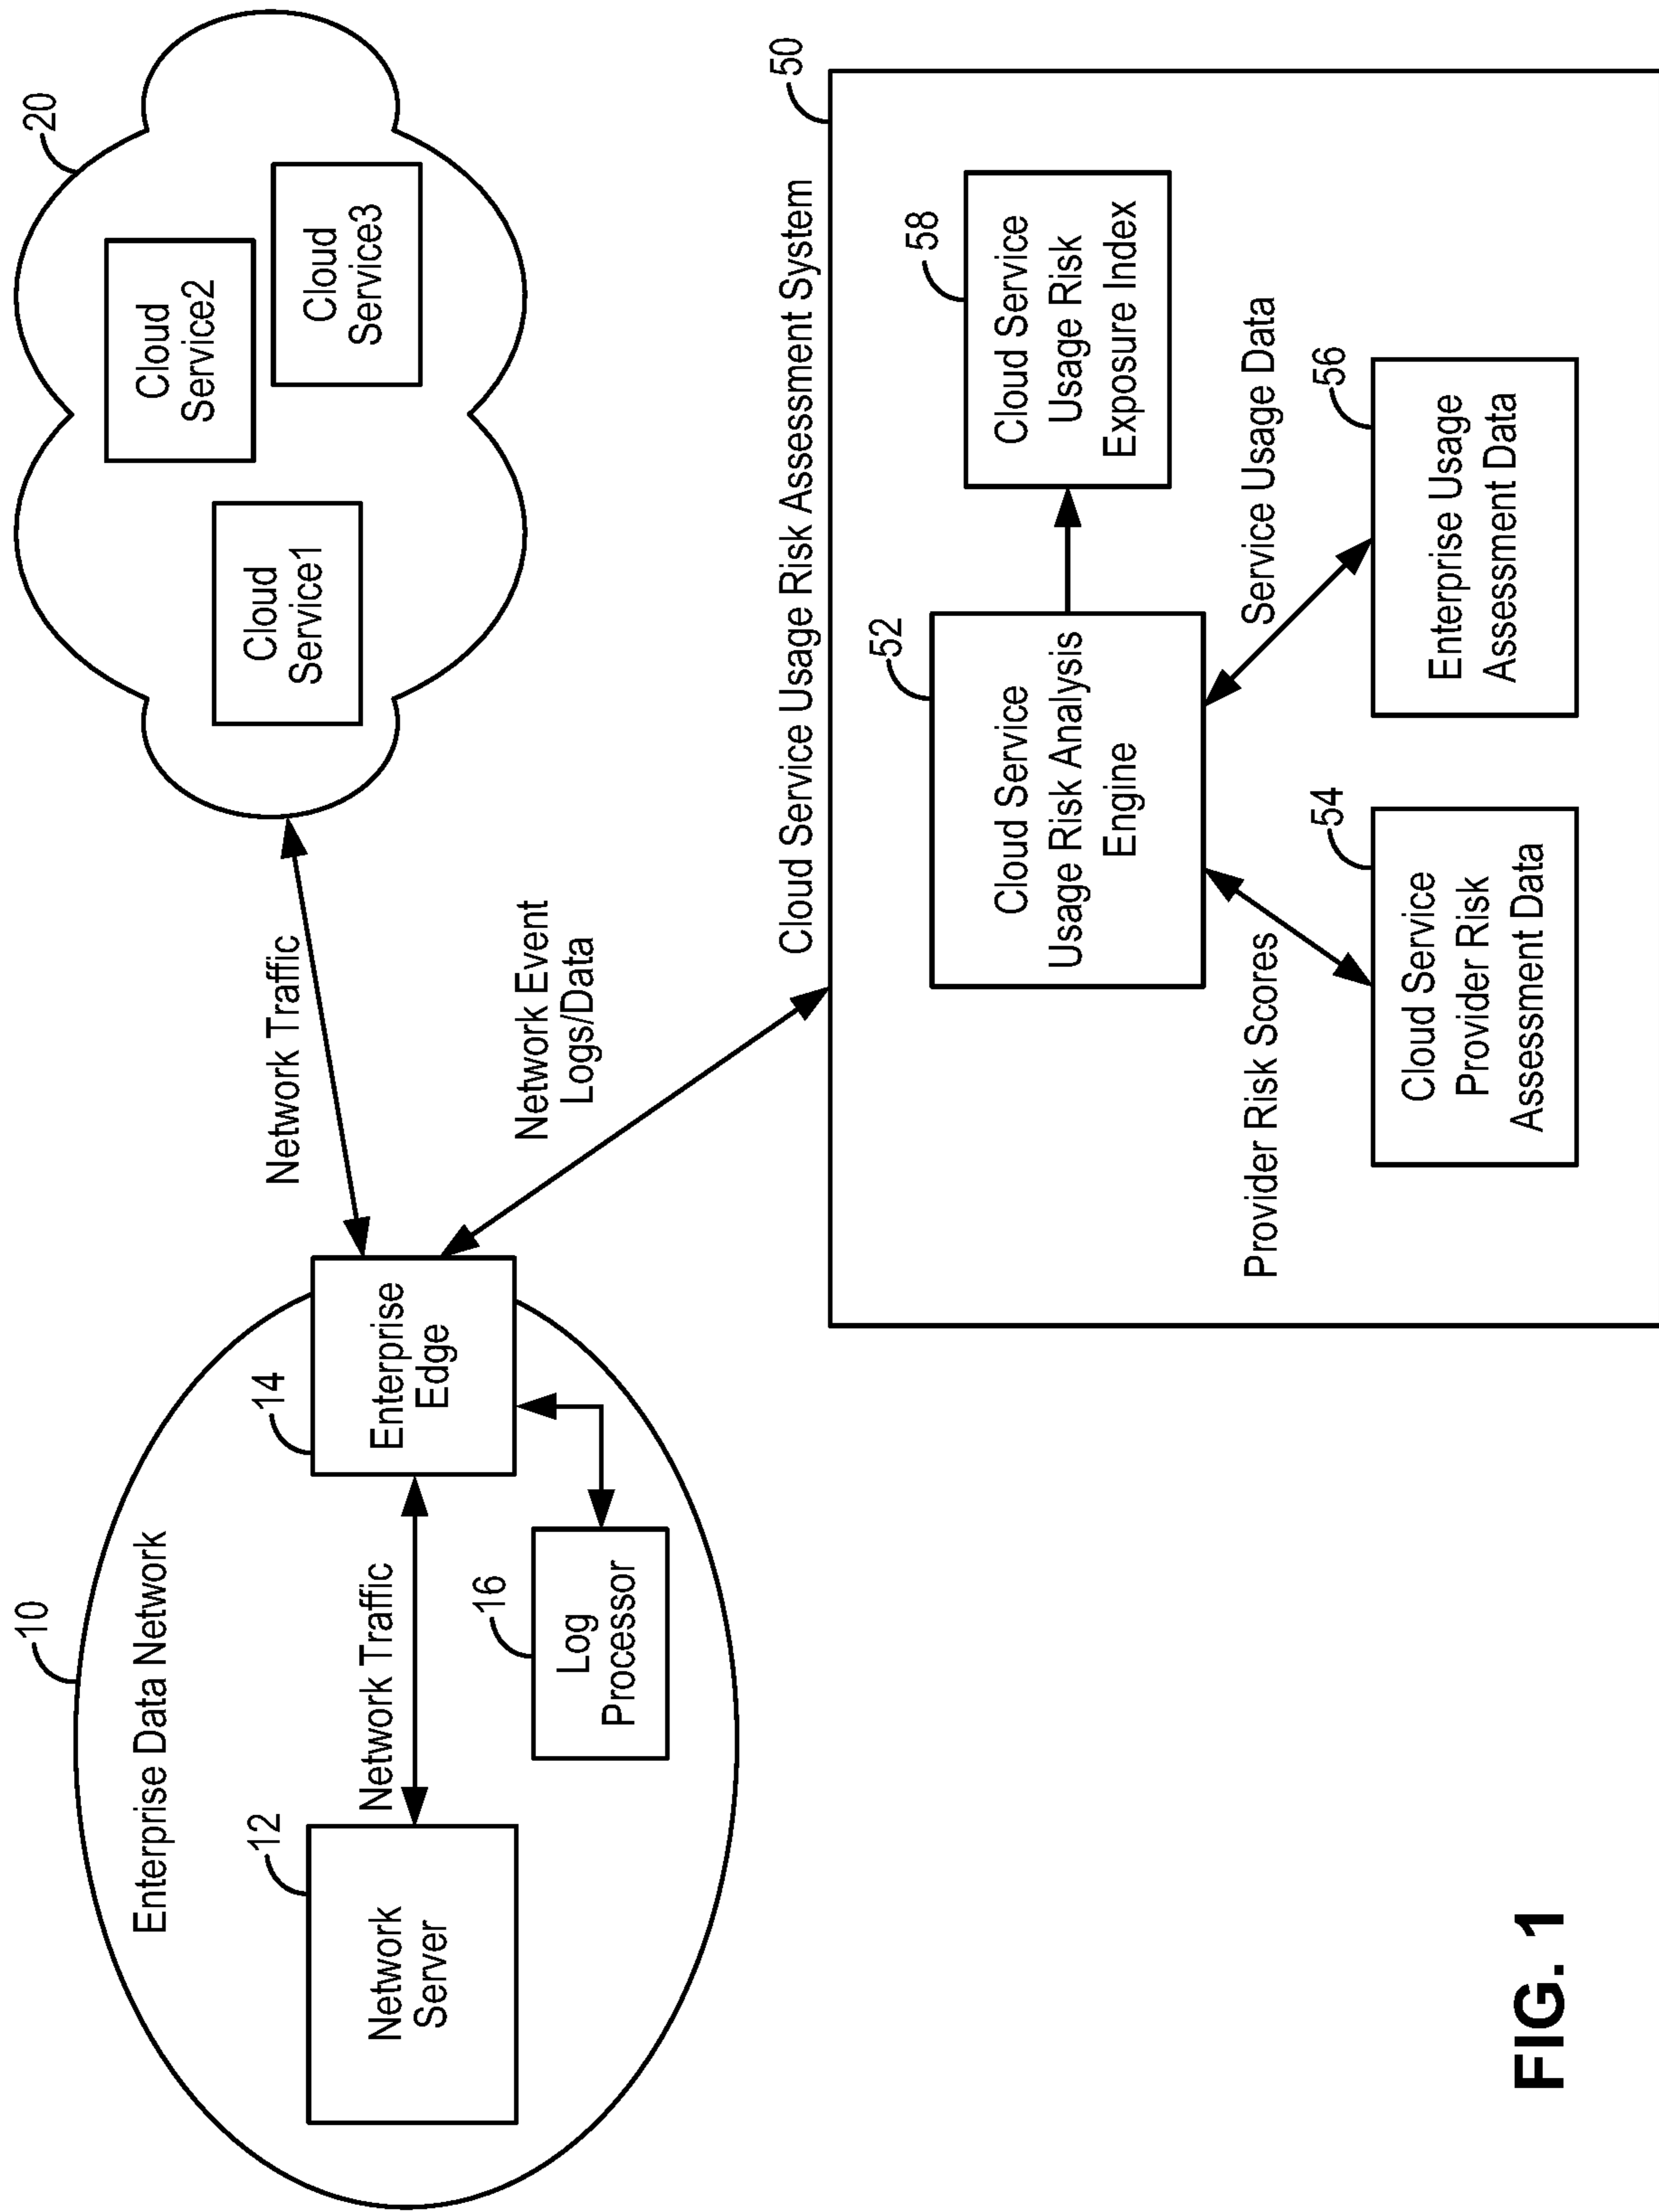 10
Enterprise Data Network
12
Network
Server
Network Traffic
14
Enterprise
Edge
16
Log
Processor
Network Traffic
Network Event
Logs/Data
20
Cloud
Service1
Cloud
Service2
Cloud
Service3
Cloud Service Usage Risk Assessment System
50
52
Cloud Service
Usage Risk Analysis
Engine
58
Cloud Service
Usage Risk
Exposure Index
Provider Risk Scores
Service Usage Data
54
Cloud Service
Provider Risk
Assessment Data
56
Enterprise Usage
Assessment Data
FIG. 1